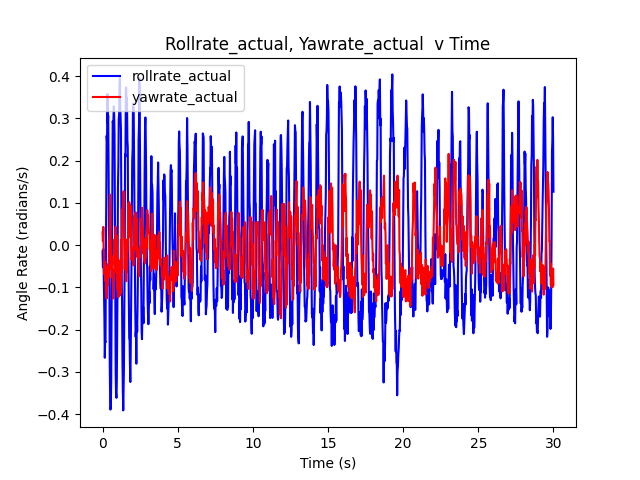 Rollrate_actual, Yawrate_actual  v Time
rollrate_actual
yawrate_actual
Angle Rate (radians/s)
0.4
0.3
0.2
0.1
0.0
−0.1
−0.2
−0.3
−0.4
0 5 10 15 20 25 30
Time (s)